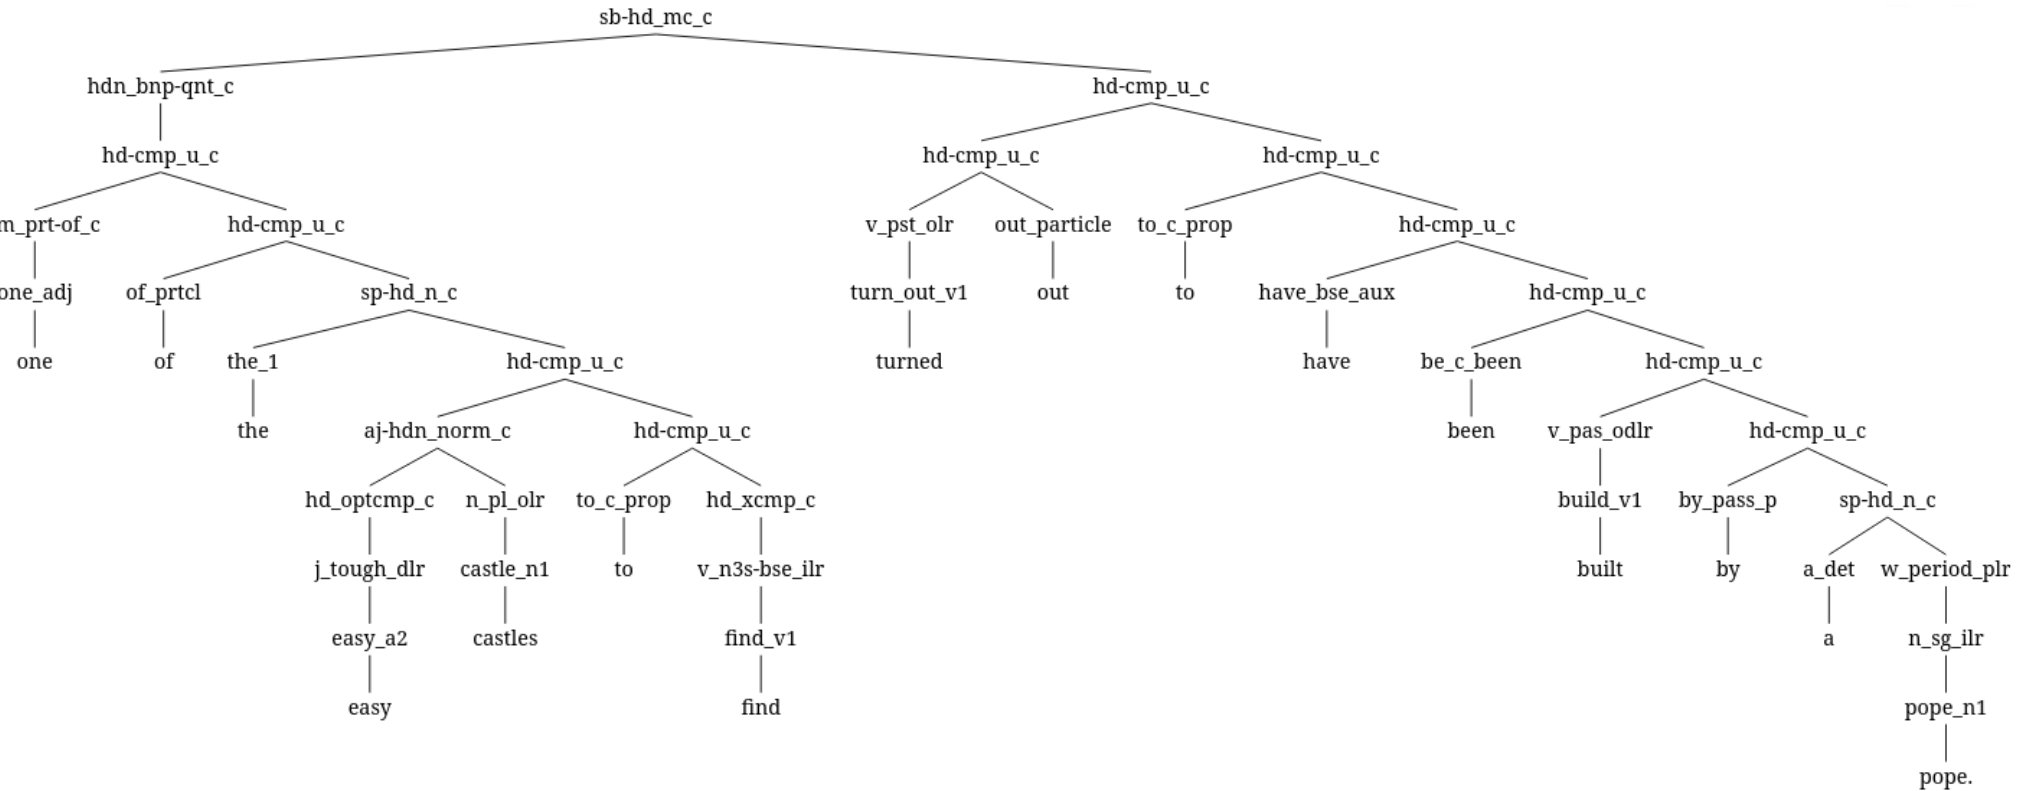 sb-hd_mc_c
hdn_bnp-qnt_c hd-cmp_u_c
hd-cmp_u_c hd-cmp_u_c hd-cmp_u_c
m_prt-of_c hd-cmp_u_c v_pst_olr out_particle to_c_prop hd-cmp_u_c
one_adj of_prtcl sp-hd_n_c turn_out_v1 out to have_bse_aux hd-cmp_u_c
one of the_1 hd-cmp_u_c turned have be_c_been hd-cmp_u_c
the aj-hdn_norm_c hd-cmp_u_c been v_pas_odlr hd-cmp_u_c
hd_optcmp_c n_pl_olr to_c_prop hd_xcmp_c build_v1 by_pass_p sp-hd_n_c
j_tough_dlr castle_n1 to v_n3s-bse_ilr built by a_det w_period_plr
easy_a2 castles find_v1 a n_sg_ilr
easy find pope_n1
pope.